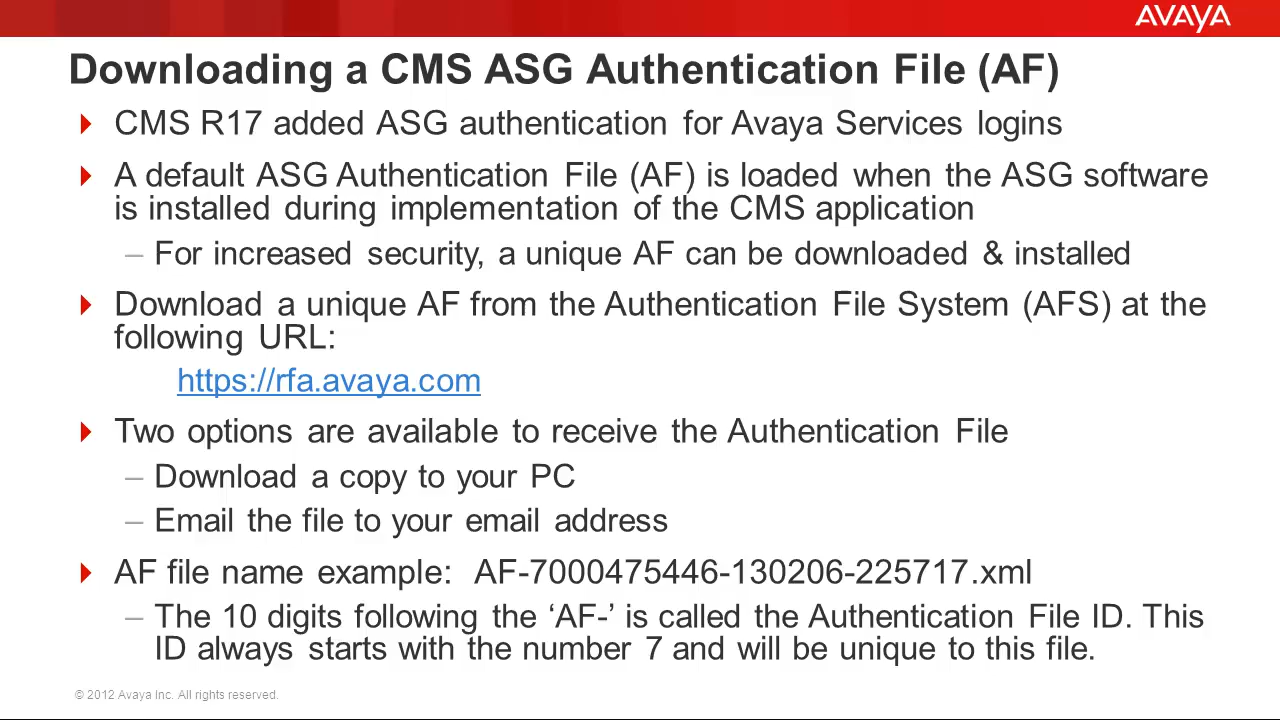 AVAYA
Downloading a CMS ASG Authentication File (AF)
CMS R17 added ASG authentication for Avaya Services logins
A default ASG Authentication File (AF) is loaded when the ASG software
is installed during implementation of the CMS application
– For increased security, a unique AF can be downloaded & installed
Download a unique AF from the Authentication File System (AFS) at the
following URL:
https://rfa.avaya.com
Two options are available to receive the Authentication File
– Download a copy to your PC
– Email the file to your email address
AF file name example: AF-7000475446-130206-225717.xml
– The 10 digits following the ‘AF-’ is called the Authentication File ID. This
ID always starts with the number 7 and will be unique to this file.
© 2012 Avaya Inc. All rights reserved.